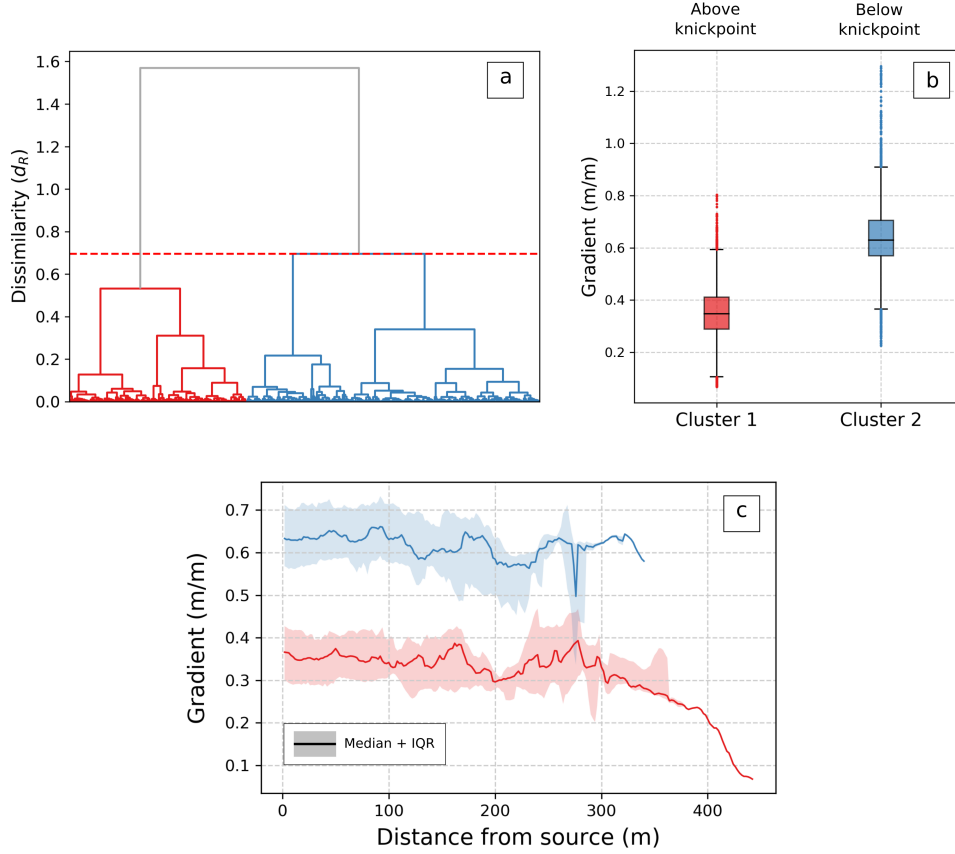 a
1.6
1.4
1.2
1.0
0.8
0.6
0.4
0.2
0.0
Dissimilarity (d_R)
Above
knickpoint
Below
knickpoint
b
1.2
1.0
0.8
0.6
0.4
0.2
Gradient (m/m)
Cluster 1
Cluster 2
c
0.7
0.6
0.5
0.4
0.3
0.2
0.1
Gradient (m/m)
Median + IQR
0
100
200
300
400
Distance from source (m)